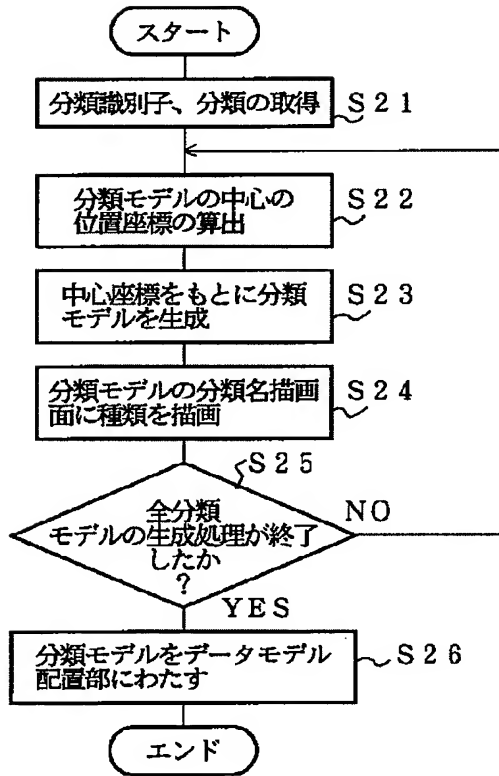 スタート
分類識別子、分類の取得
S21
分類モデルの中心の
位置座標の算出
S22
中心座標をもとに分類
モデルを生成
S23
分類モデルの分類名描画
面に種類を描画
S24
S25
全分類
モデルの生成処理が終了
したか
?
NO
YES
分類モデルをデータモデル
配置部にわたす
S26
エンド